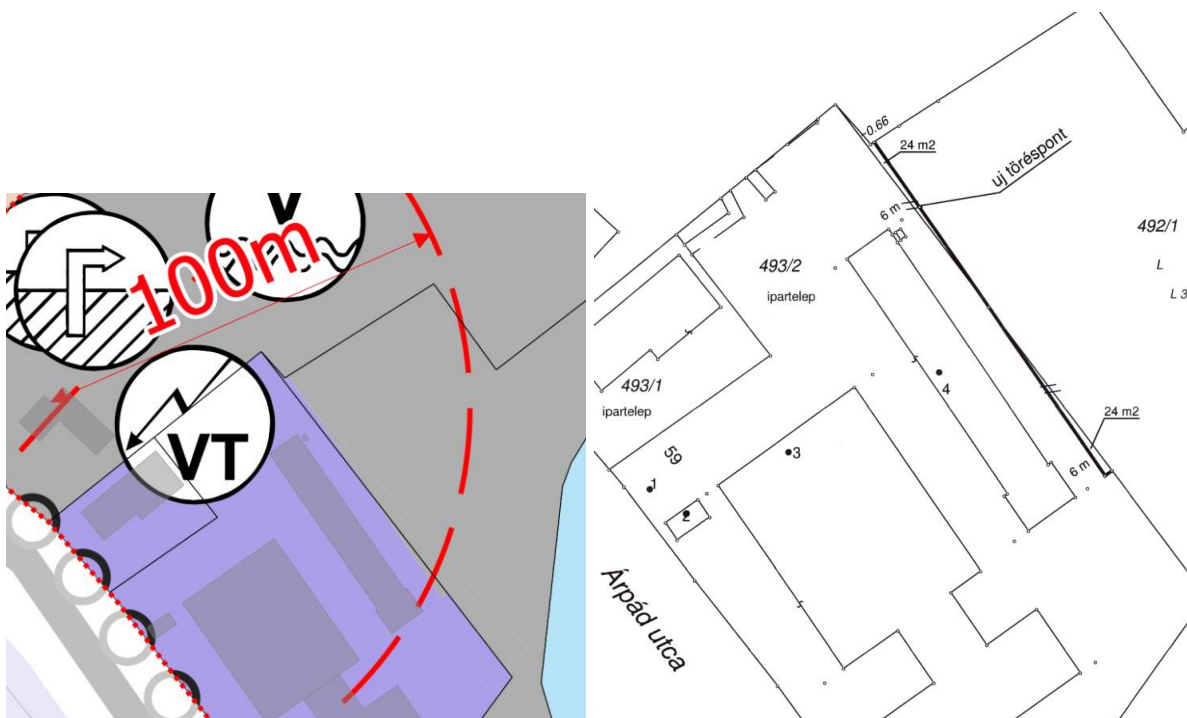 V
100m
VT
0.66
24 m2
uj töréspont
6 m
492/1
L
L 3
493/2
ipartelep
493/1
ipartelep
4
59
3
1
2
24 m2
6 m
Árpád utca